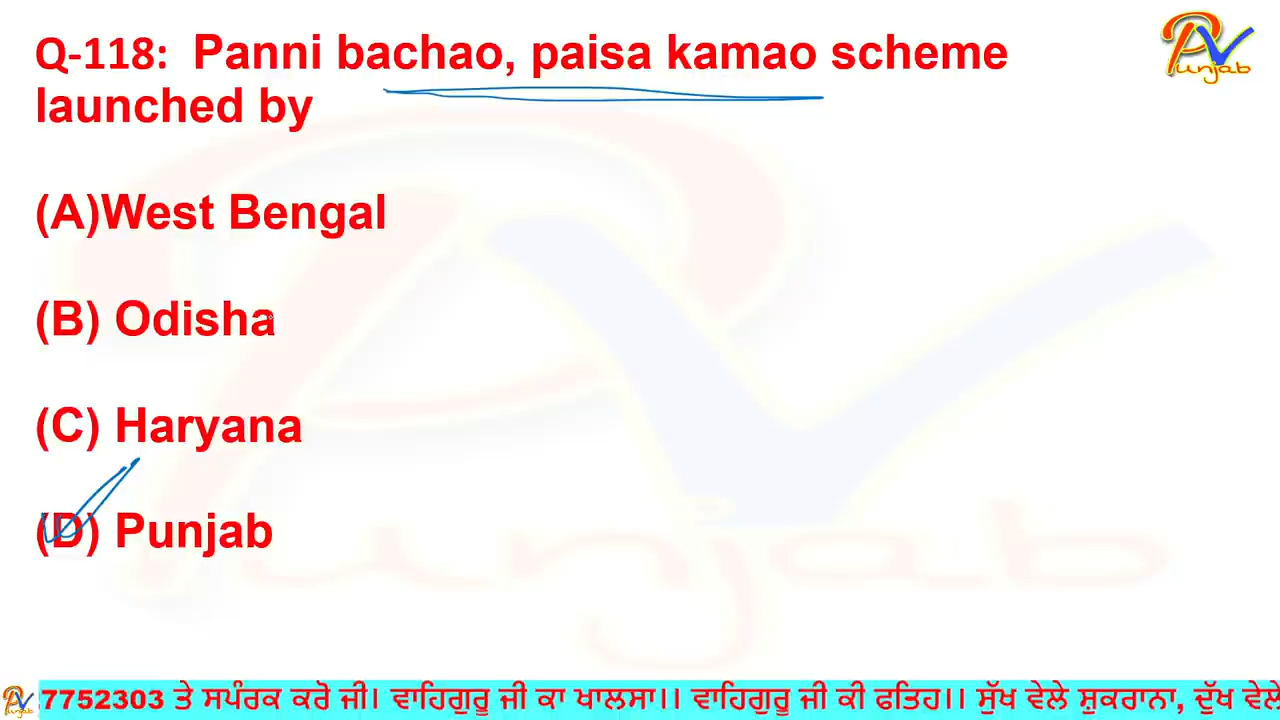 Q-118: Panni bachao, paisa kamao scheme
launched by
(A)West Bengal
(B) Odisha
(C) Haryana
(D) Punjab
PV Punjab
7752303 ਤੇ ਸਪੰਰਕ ਕਰੋ ਜੀ। ਵਾਹਿਗੁਰੂ ਜੀ ਕਾ ਖਾਲਸਾ।। ਵਾਹਿਗੁਰੂ ਜੀ ਕੀ ਫਤਿਹ।। ਸੁੱਖ ਵੇਲੇ ਸ਼ੁਕਰਾਨਾ, ਦੁੱਖ ਵੇਲੇ